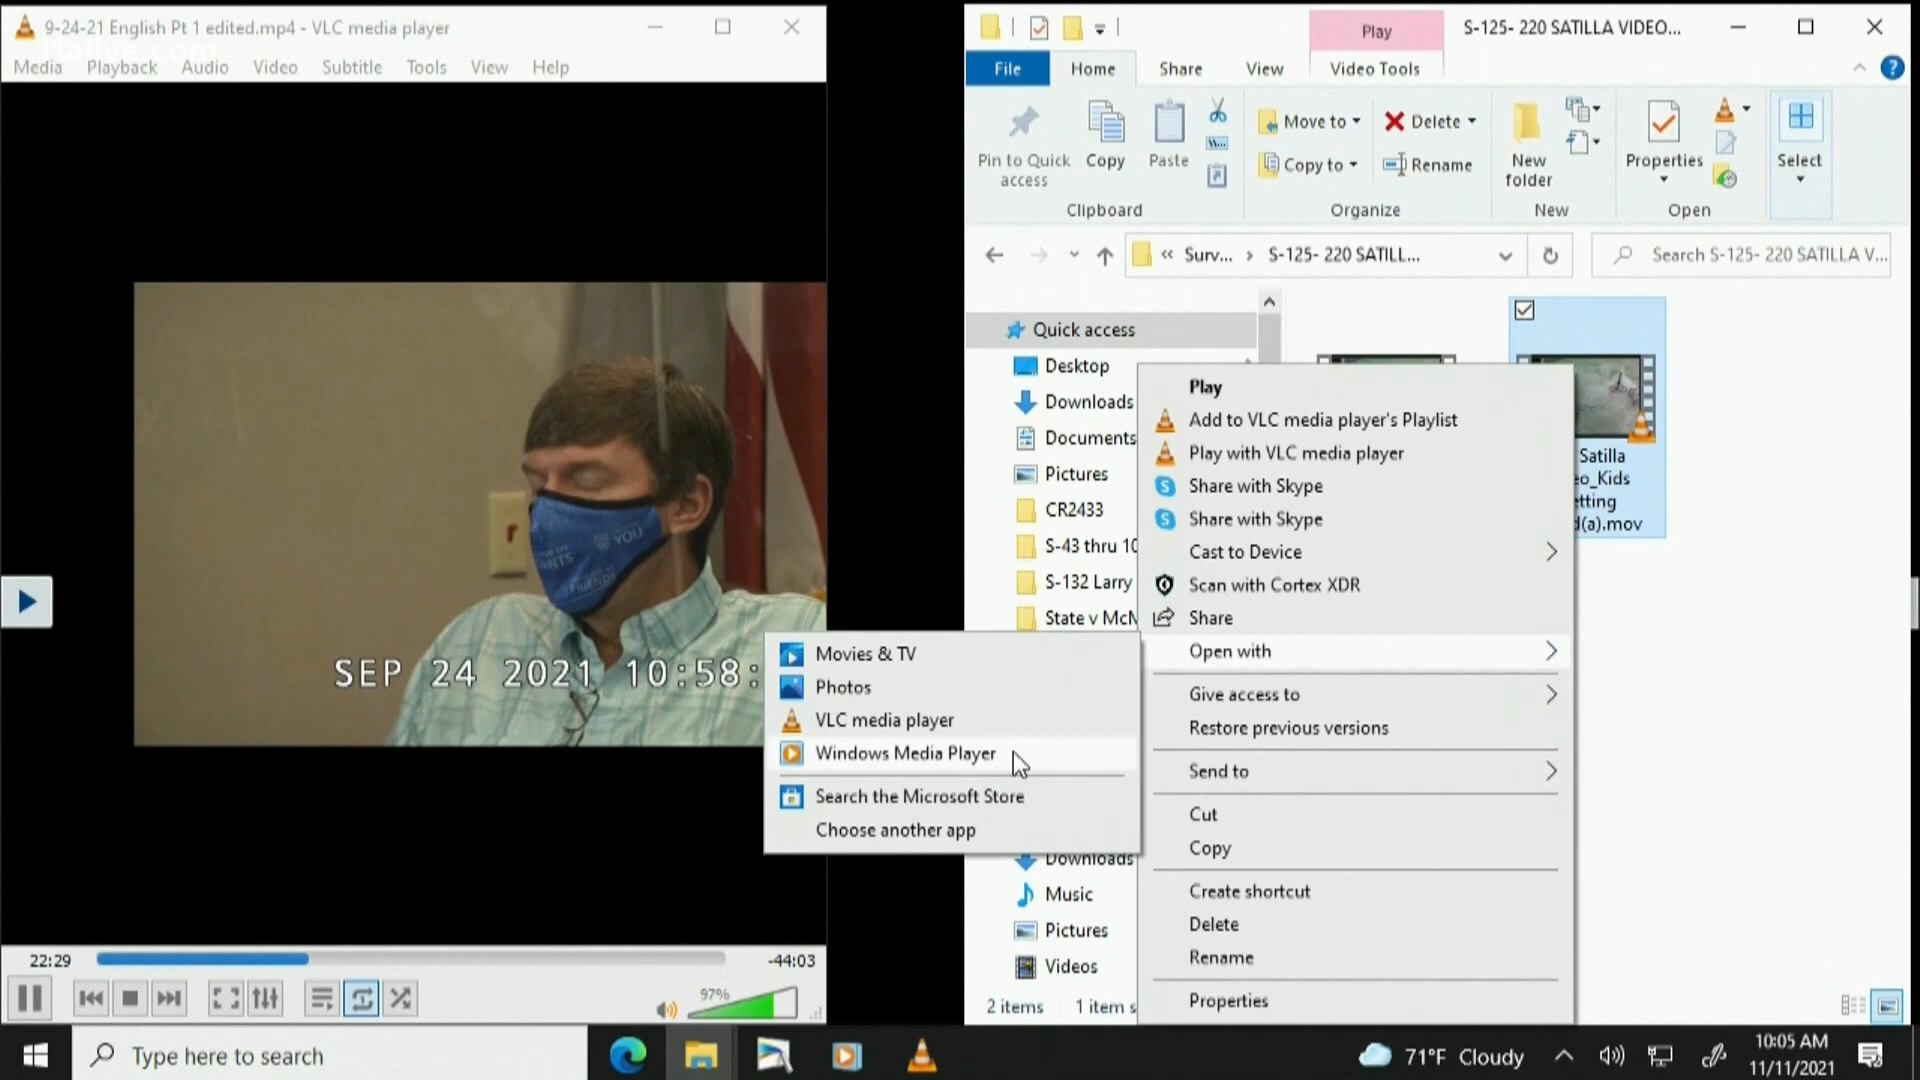 9-24-21 English Pt 1 edited.mp4 - VLC media player
Media Playback Audio Video Subtitle Tools View Help
YOU
ANTS
FRIENDS
SEP 24 2021 10:58:
22:29
-44:03
97%
Play
S-125- 220 SATILLA VIDEO...
File Home Share View Video Tools
Pin to Quick access
Copy
Paste
Move to
Copy to
Delete
Rename
New folder
Properties
Select
Clipboard
Organize
New
Open
Surv... S-125- 220 SATILL...
Search S-125- 220 SATILLA V...
Quick access
Desktop
Downloads
Documents
Pictures
CR2433
S-43 thru 10
S-132 Larry
State v McM
Downloads
Music
Pictures
Videos
2 items 1 item s
Satilla
eo_Kids
etting
d(a).mov
Play
Add to VLC media player's Playlist
Play with VLC media player
Share with Skype
Share with Skype
Cast to Device
Scan with Cortex XDR
Share
Open with
Give access to
Restore previous versions
Send to
Cut
Copy
Create shortcut
Delete
Rename
Properties
Movies & TV
Photos
VLC media player
Windows Media Player
Search the Microsoft Store
Choose another app
Type here to search
71°F Cloudy
10:05 AM
11/11/2021